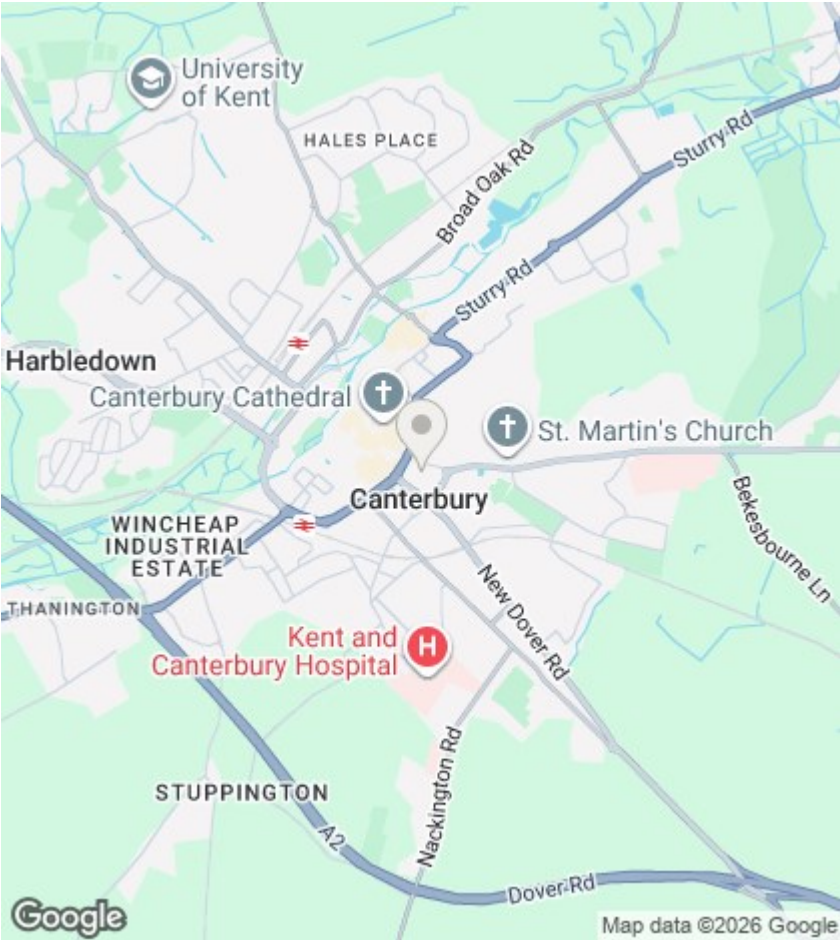 University
of Kent
HALES PLACE
Broad Oak Rd
Sturry Rd
Sturry Rd
Harbledown
Canterbury Cathedral
St. Martin's Church
Canterbury
WINCHEAP
INDUSTRIAL
ESTATE
Bekesbourne Ln
THANINGTON
New Dover Rd
Kent and
Canterbury Hospital
H
Nackington Rd
STUPPINGTON
A2
Dover Rd
Google
Map data ©2026 Google